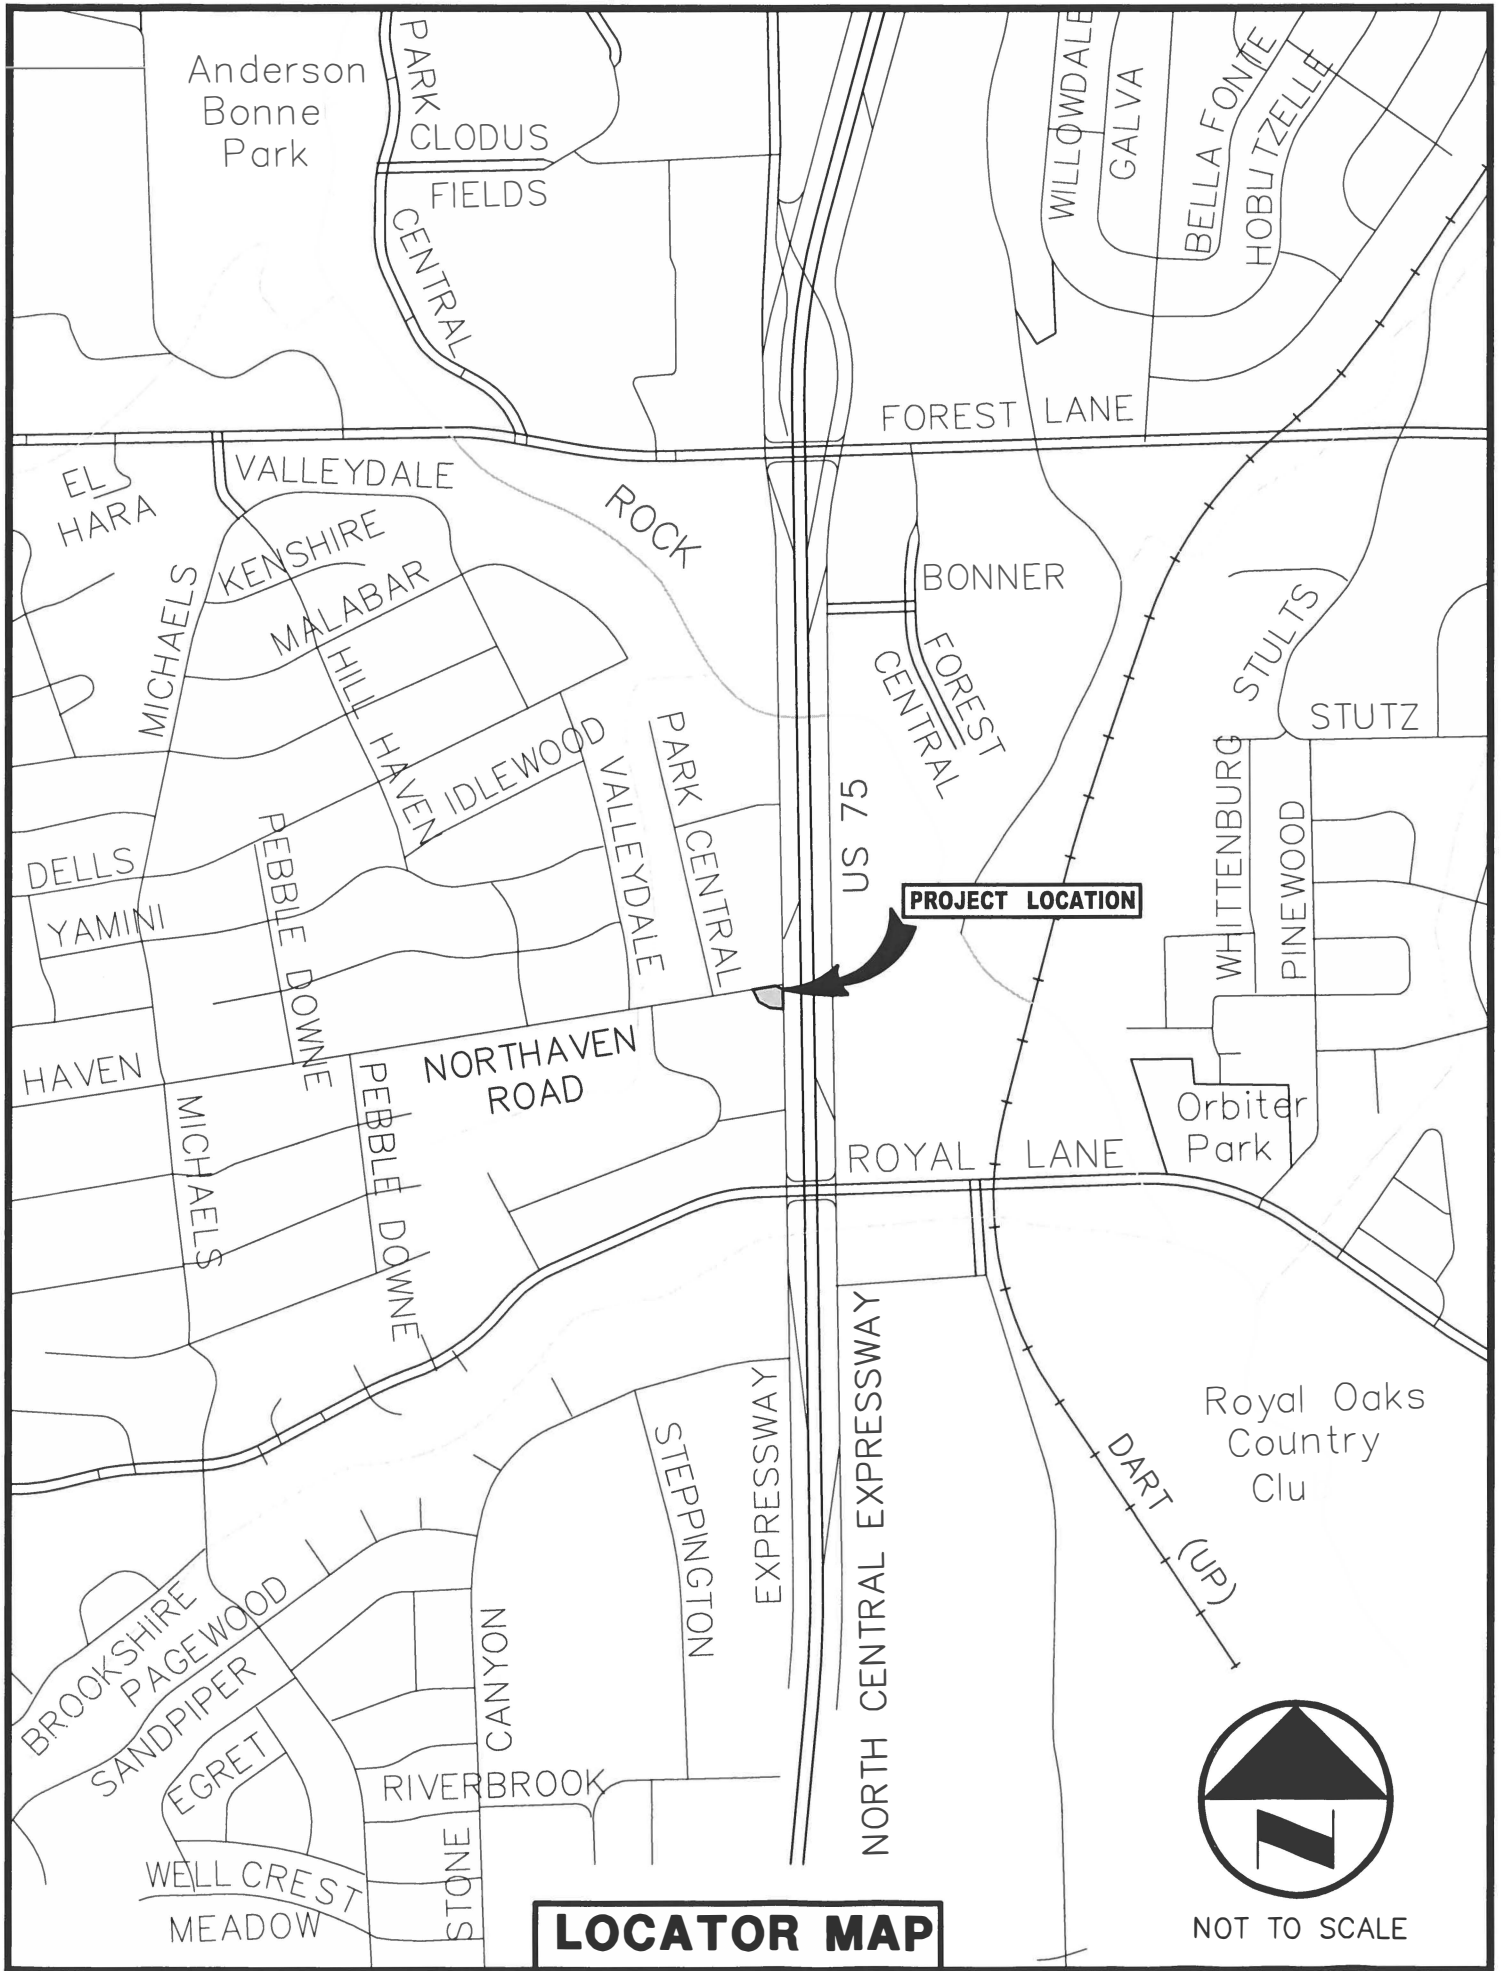 Anderson
Bonne
Park
PARK
CENTRAL
CLODUS
FIELDS
WILLOWDALE
GALVA
BELLA FONTE
HOBLITZELLE
FOREST LANE
EL
HARA
VALLEYDALE
ROCK
KENSHIRE
MALABAR
MICHAELS
HILL HAVEN
BONNER
FOREST
CENTRAL
STULTS
STUTZ
IDLEWOOD
VALLEYDALE
PARK CENTRAL
US 75
WHITTENBURG
PINEWOOD
DELLS
YAMINI
PEBBLE DOWNE
PROJECT LOCATION
HAVEN
NORTHAVEN
ROAD
MICHAELS
PEBBLE DOWNE
Orbiter
Park
ROYAL LANE
Royal Oaks
Country
Clu
STEPPINGTON
EXPRESSWAY
NORTH CENTRAL EXPRESSWAY
DART (UP)
BROOKSHIRE
PAGEWOOD
SANDPIPER
EGRET
STONE CANYON
RIVERBROOK
WELL CREST
MEADOW
LOCATOR MAP
NOT TO SCALE
N